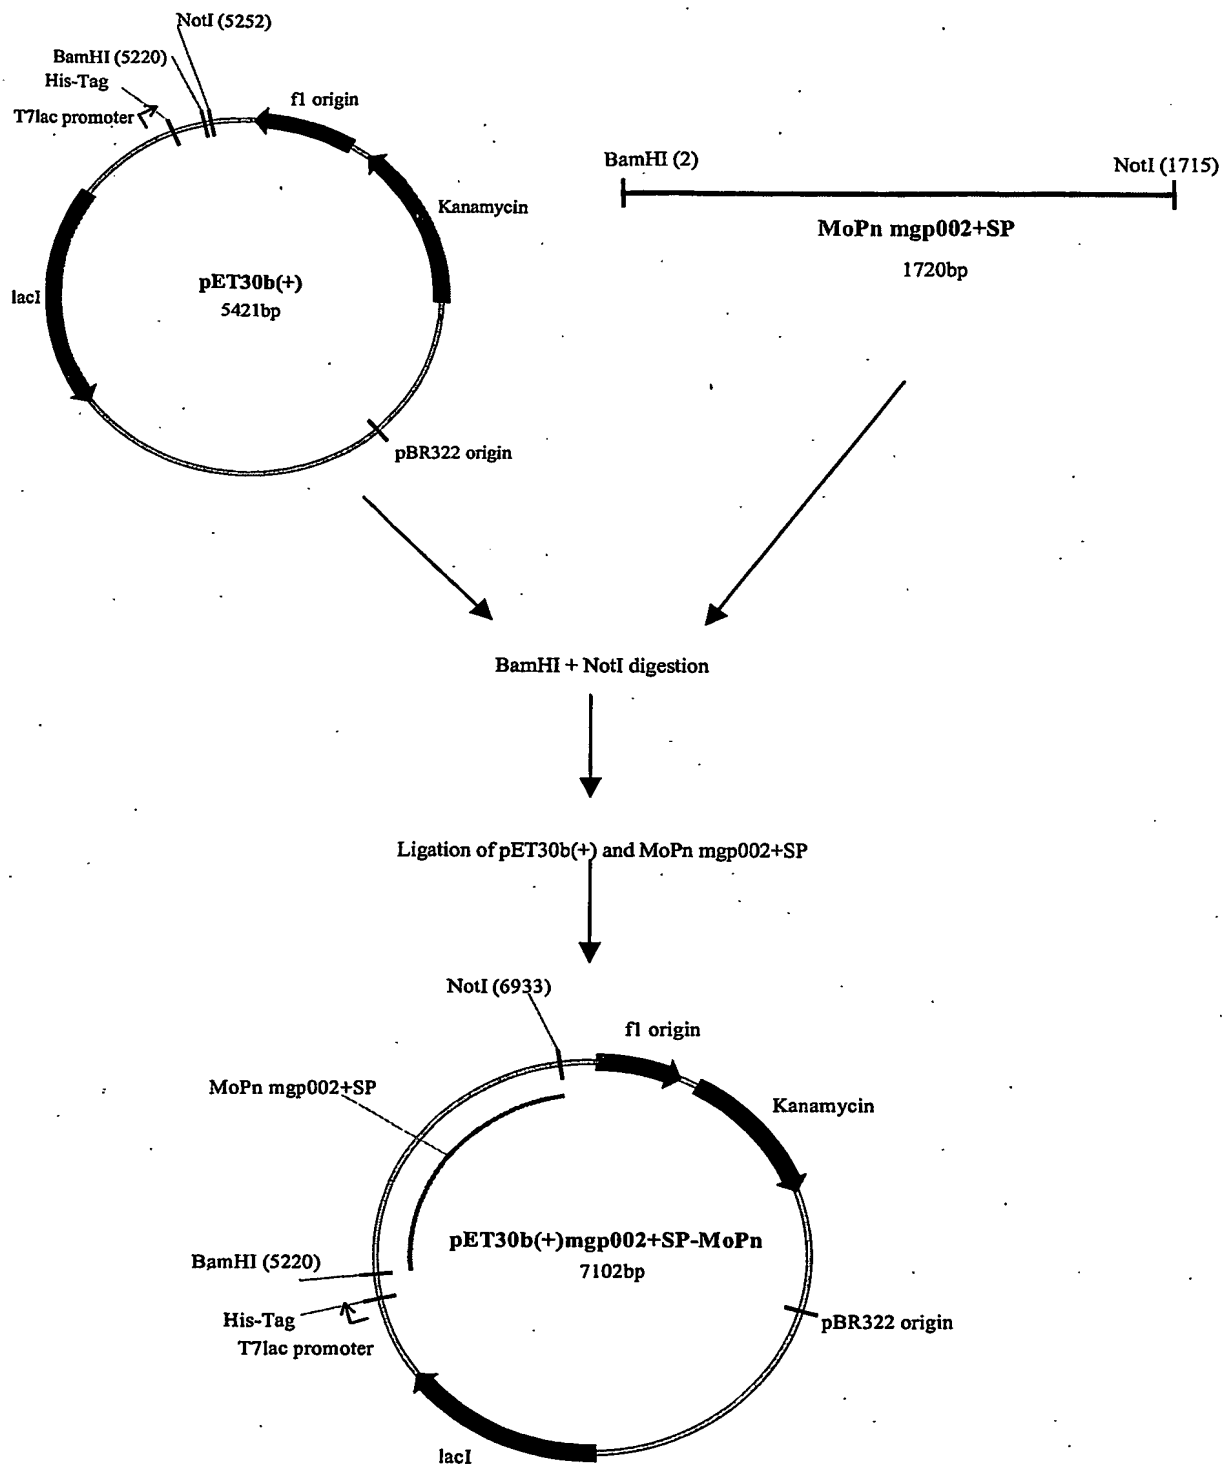 NotI (5252)
BamHI (5220)
His-Tag
T7lac promoter
f1 origin
Kanamycin
lacI
pET30b(+)
5421bp
pBR322 origin
BamHI (2)
NotI (1715)
MoPn mgp002+SP
1720bp
BamHI + NotI digestion
Ligation of pET30b(+) and MoPn mgp002+SP
NotI (6933)
f1 origin
MoPn mgp002+SP
Kanamycin
pET30b(+)mgp002+SP-MoPn
7102bp
BamHI (5220)
His-Tag
T7lac promoter
pBR322 origin
lacI